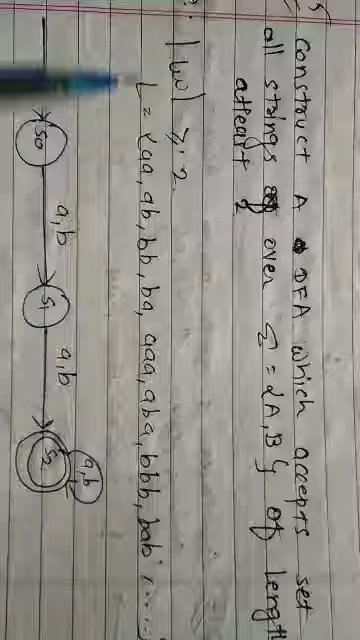 Construct A DFA which accepts set
all strings over Σ = {A,B} of length
atleast 2
|w| ≥ 2
L = {aa, ab, bb, ba, aaa, aba, bbb, bab, .....}
S0 a,b S1 a,b S2 a,b